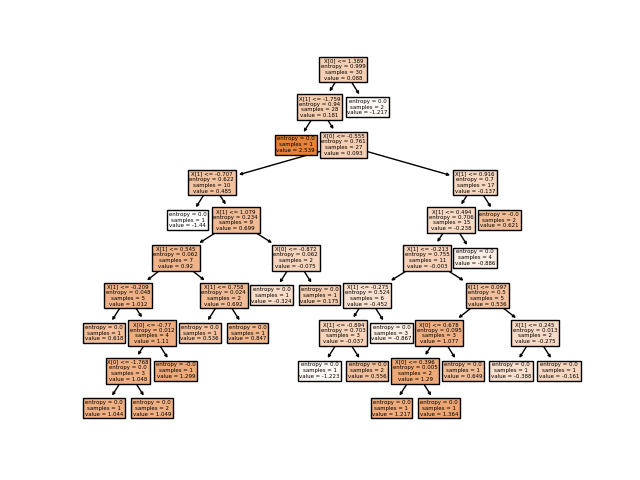 X[0] <= 1.389
entropy = 0.999
samples = 30
value = 0.088
X[1] <= -1.759
entropy = 0.94
samples = 28
value = 0.181
entropy = 0.0
samples = 2
value = -1.217
entropy = 0.0
samples = 1
value = 2.539
X[0] <= -0.555
entropy = 0.761
samples = 27
value = 0.093
X[1] <= -0.707
entropy = 0.622
samples = 10
value = 0.485
X[1] <= 0.916
entropy = 0.7
samples = 17
value = -0.137
entropy = 0.0
samples = 1
value = -1.44
X[1] <= 1.079
entropy = 0.234
samples = 9
value = 0.699
X[1] <= 0.494
entropy = 0.706
samples = 15
value = -0.238
entropy = -0.0
samples = 2
value = 0.621
X[1] <= 0.545
entropy = 0.062
samples = 7
value = 0.92
X[0] <= -0.872
entropy = 0.062
samples = 2
value = -0.075
X[1] <= -0.213
entropy = 0.755
samples = 11
value = -0.003
entropy = 0.0
samples = 4
value = -0.886
X[1] <= -0.209
entropy = 0.048
samples = 5
value = 1.012
X[1] <= 0.758
entropy = 0.024
samples = 2
value = 0.692
entropy = 0.0
samples = 1
value = -0.324
entropy = 0.0
samples = 1
value = 0.175
X[1] <= -0.275
entropy = 0.524
samples = 6
value = -0.452
X[1] <= 0.097
entropy = 0.5
samples = 5
value = 0.536
entropy = 0.0
samples = 1
value = 0.618
X[0] <= -0.77
entropy = 0.012
samples = 4
value = 1.11
entropy = 0.0
samples = 1
value = 0.536
entropy = 0.0
samples = 1
value = 0.847
X[1] <= -0.894
entropy = 0.703
samples = 3
value = -0.037
entropy = 0.0
samples = 3
value = -0.867
X[0] <= 0.678
entropy = 0.095
samples = 3
value = 1.077
X[1] <= 0.245
entropy = 0.013
samples = 2
value = -0.275
X[0] <= -1.768
entropy = 0.0
samples = 3
value = 1.048
entropy = -0.0
samples = 1
value = 1.299
entropy = 0.0
samples = 1
value = -1.223
entropy = 0.0
samples = 2
value = 0.556
X[0] <= 0.396
entropy = 0.005
samples = 2
value = 1.29
entropy = 0.0
samples = 1
value = 0.649
entropy = 0.0
samples = 1
value = -0.388
entropy = 0.0
samples = 1
value = -0.161
entropy = 0.0
samples = 1
value = 1.044
entropy = 0.0
samples = 2
value = 1.049
entropy = 0.0
samples = 1
value = 1.217
entropy = 0.0
samples = 1
value = 1.364